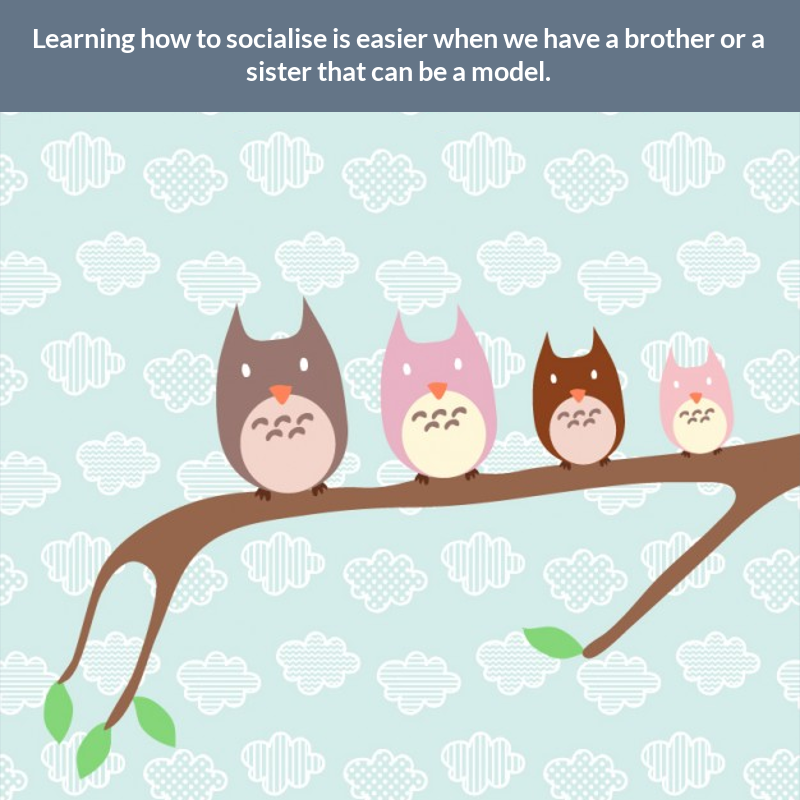 Learning how to socialise is easier when we have a brother or a
sister that can be a model.